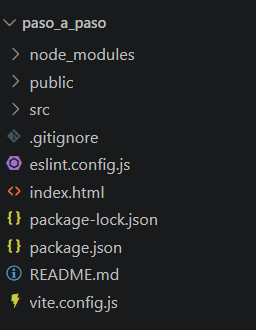 paso_a_paso
node_modules
public
src
.gitignore
eslint.config.js
index.html
package-lock.json
package.json
README.md
vite.config.js